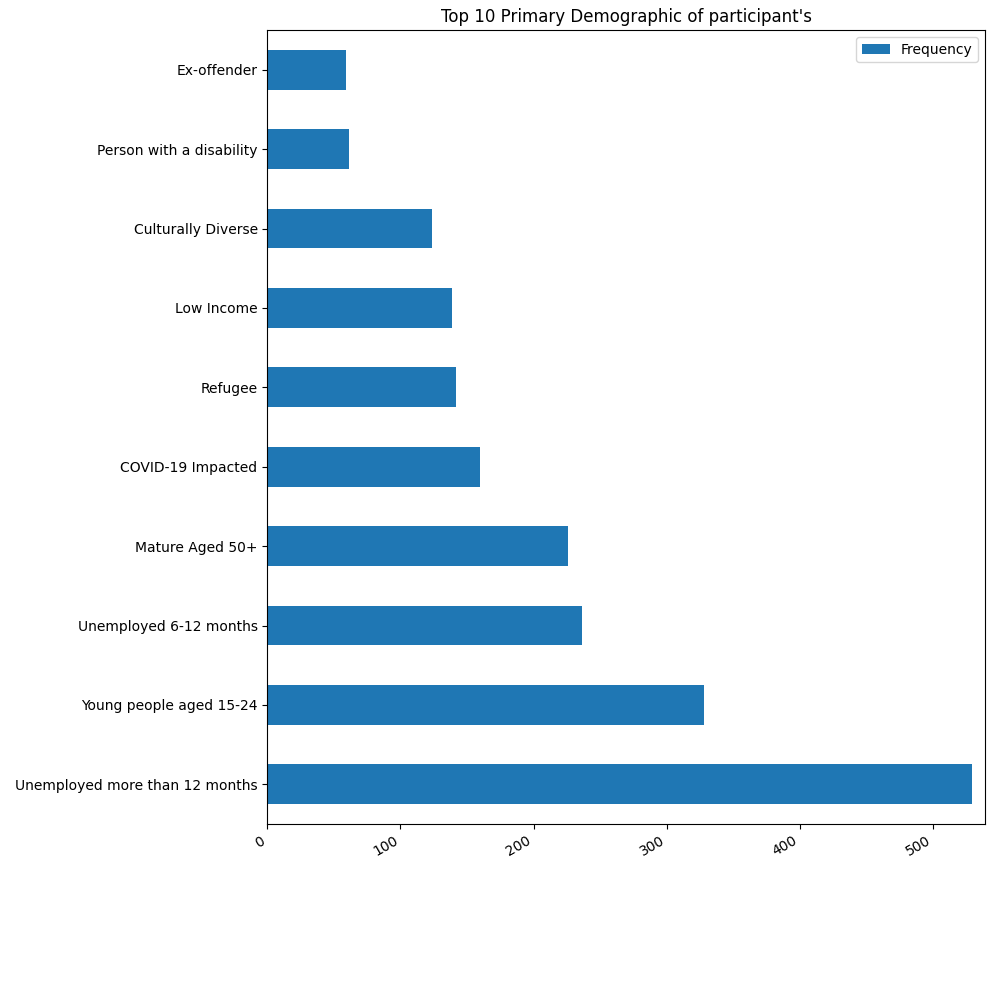 Top 10 Primary Demographic of participant's
Frequency
Ex-offender
Person with a disability
Culturally Diverse
Low Income
Refugee
COVID-19 Impacted
Mature Aged 50+
Unemployed 6-12 months
Young people aged 15-24
Unemployed more than 12 months
0
100
200
300
400
500